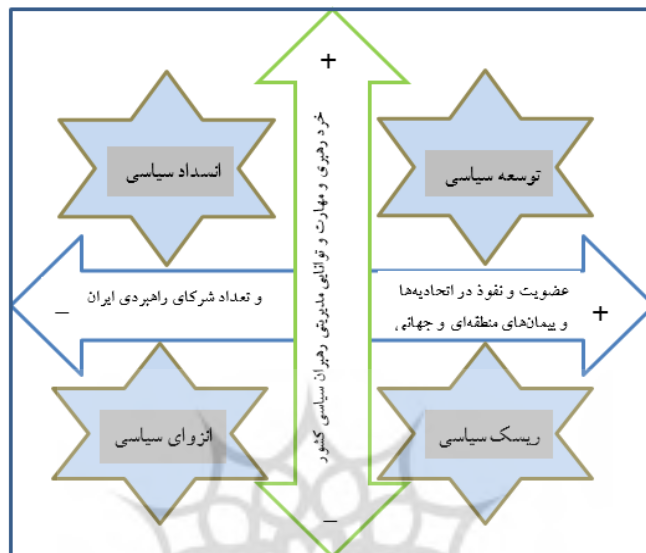 +
خرد رهبری و مهارت و توانایی مدیریتی رهبران سیاسی کشور
توسعه سیاسی
انسداد سیاسی
عضویت و نفوذ در اتحادیه‌ها
و پیمان‌های منطقه‌ای و جهانی
+
و تعداد شرکای راهبردی ایران
–
ریسک سیاسی
انزوای سیاسی
–